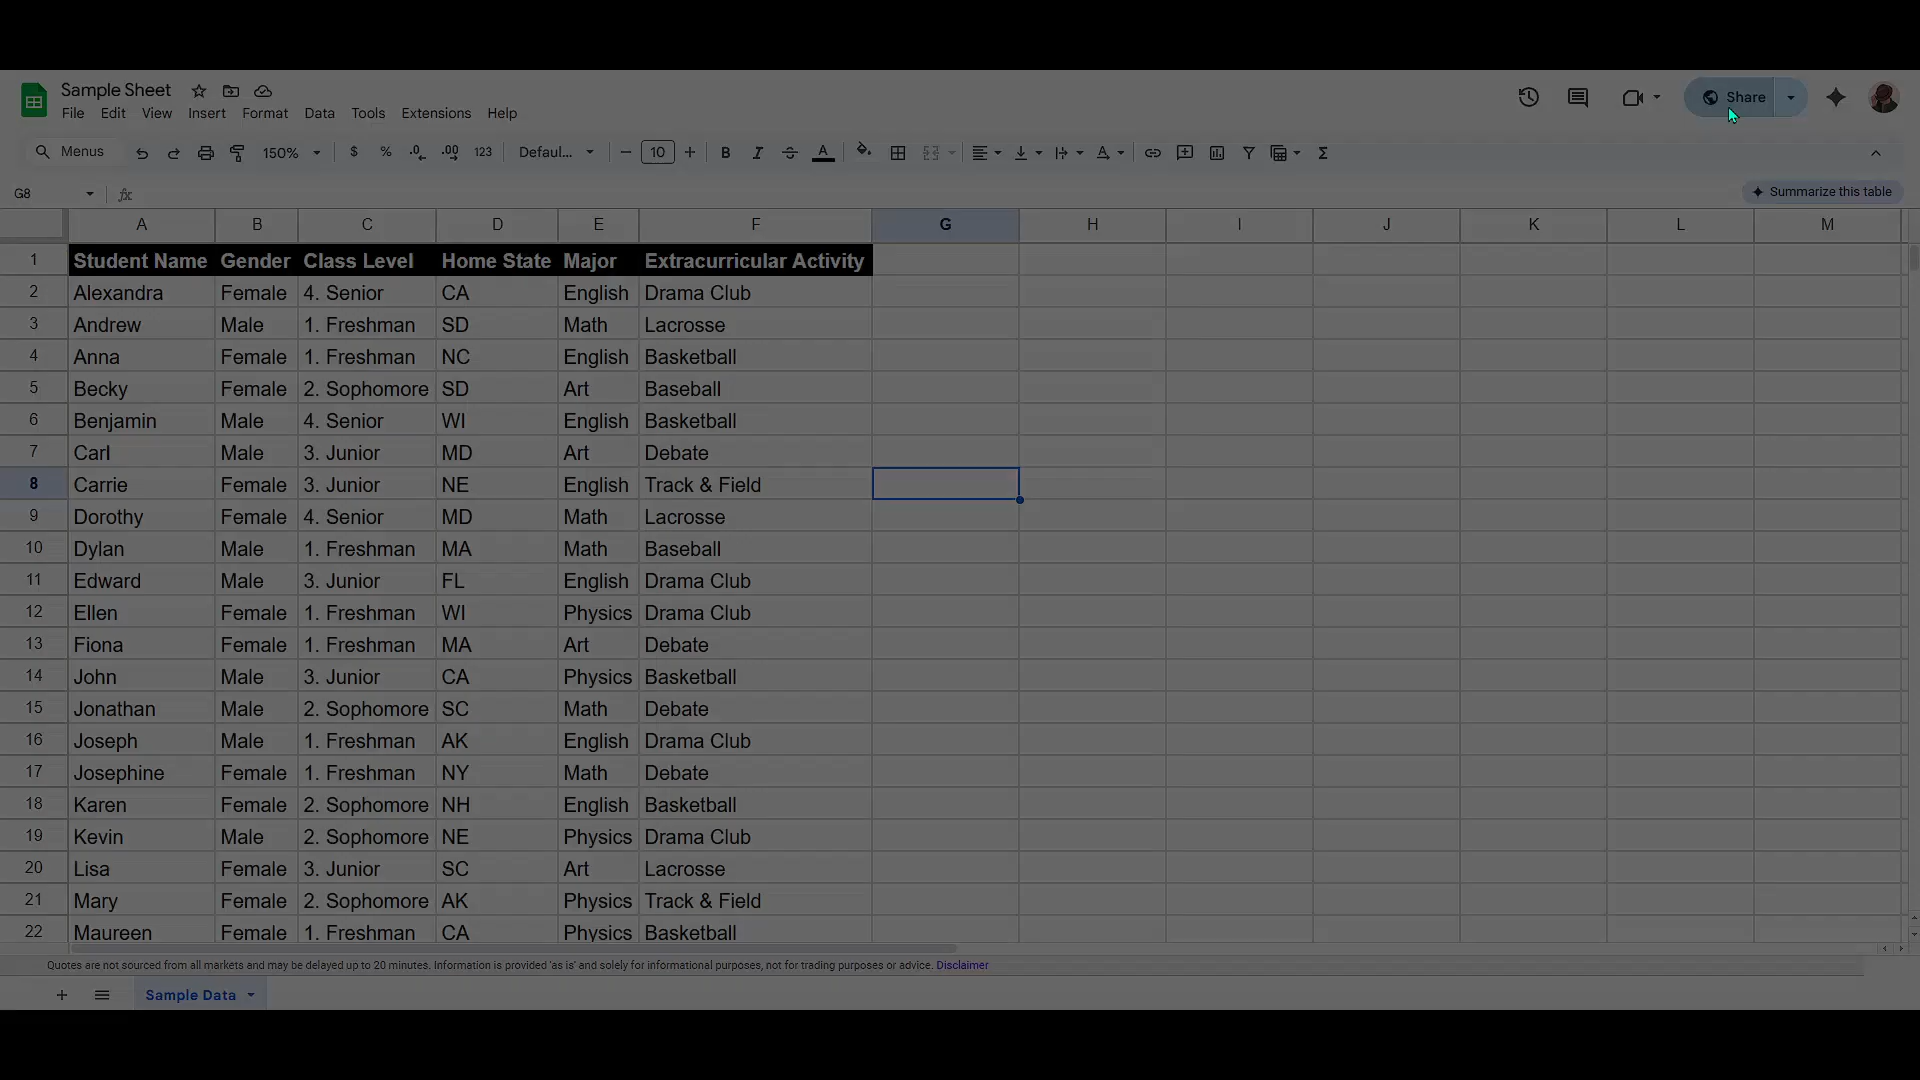 Sample Sheet
File Edit View Insert Format Data Tools Extensions Help
Share
Menus 150% $ % .0 .00 123 Defaul... 10 B I S A Σ
G8 fx
Summarize this table
A B C D E F G H I J K L M
1 Student Name Gender Class Level Home State Major Extracurricular Activity
2 Alexandra Female 4. Senior CA English Drama Club
3 Andrew Male 1. Freshman SD Math Lacrosse
4 Anna Female 1. Freshman NC English Basketball
5 Becky Female 2. Sophomore SD Art Baseball
6 Benjamin Male 4. Senior WI English Basketball
7 Carl Male 3. Junior MD Art Debate
8 Carrie Female 3. Junior NE English Track & Field
9 Dorothy Female 4. Senior MD Math Lacrosse
10 Dylan Male 1. Freshman MA Math Baseball
11 Edward Male 3. Junior FL English Drama Club
12 Ellen Female 1. Freshman WI Physics Drama Club
13 Fiona Female 1. Freshman MA Art Debate
14 John Male 3. Junior CA Physics Basketball
15 Jonathan Male 2. Sophomore SC Math Debate
16 Joseph Male 1. Freshman AK English Drama Club
17 Josephine Female 1. Freshman NY Math Debate
18 Karen Female 2. Sophomore NH English Basketball
19 Kevin Male 2. Sophomore NE Physics Drama Club
20 Lisa Female 3. Junior SC Art Lacrosse
21 Mary Female 2. Sophomore AK Physics Track & Field
22 Maureen Female 1. Freshman CA Physics Basketball
Quotes are not sourced from all markets and may be delayed up to 20 minutes. Information is provided 'as is' and solely for informational purposes, not for trading purposes or advice. Disclaimer
Sample Data